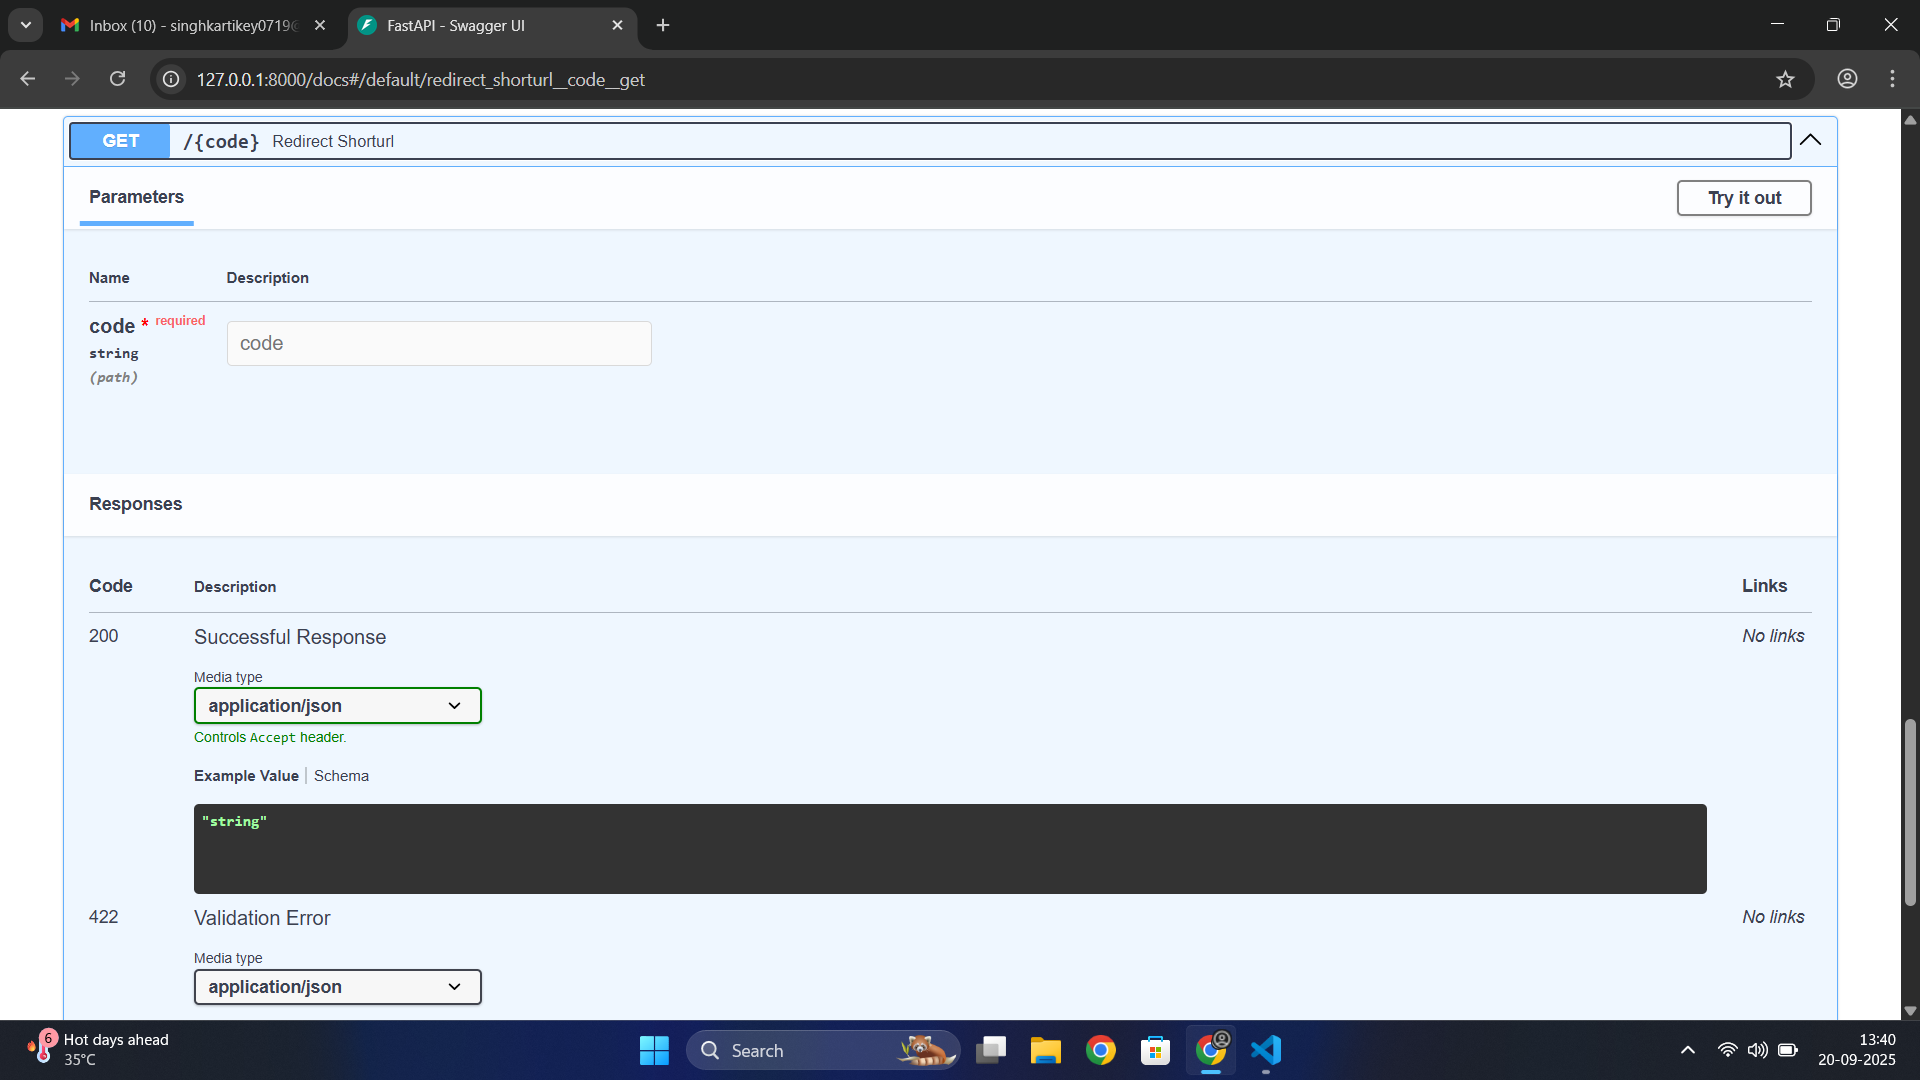 Inbox (10) - singhkartikey0719@
FastAPI - Swagger UI
127.0.0.1:8000/docs#/default/redirect_shorturl__code__get
GET /{code} Redirect Shorturl
Parameters
Try it out
Name Description
code * required
string
(path)
code
Responses
Code Description Links
200 Successful Response No links
Media type
application/json
Controls Accept header.
Example Value | Schema
"string"
422 Validation Error No links
Media type
application/json
6
Hot days ahead
35°C
Search
13:40
20-09-2025